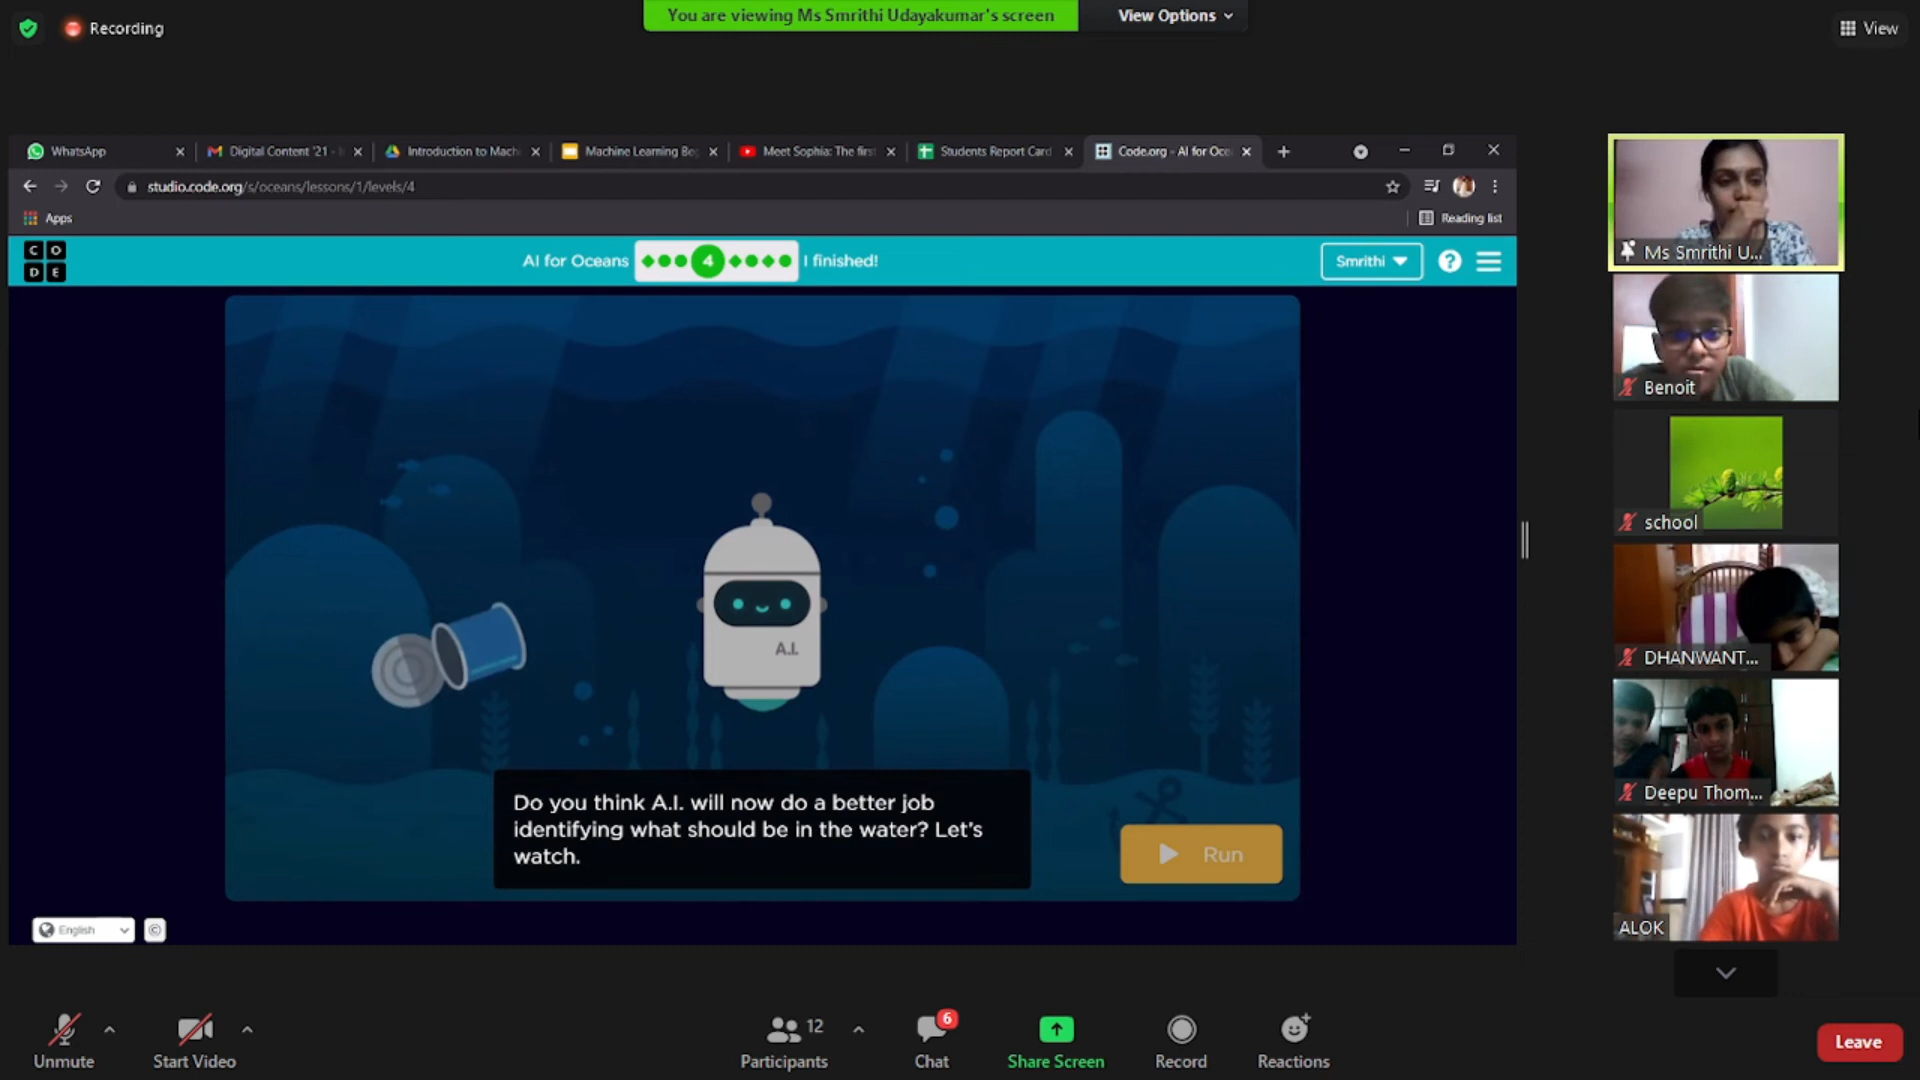 Recording
You are viewing Ms Smrithi Udayakumar's screen
View Options
View
WhatsApp
Digital Content '21 -
Introduction to Mach
Machine Learning Be
Meet Sophia: The first
Students Report Card
Code.org - AI for Oce
studio.code.org/s/oceans/lessons/1/levels/4
Apps
Reading list
CODE
AI for Oceans
4
I finished!
Smrithi
?
A.I.
Do you think A.I. will now do a better job
identifying what should be in the water? Let's
watch.
Run
English
©
Ms Smrithi U...
Benoit
school
DHANWANT...
Deepu Thom...
ALOK
Unmute
Start Video
12
Participants
6
Chat
Share Screen
Record
Reactions
Leave